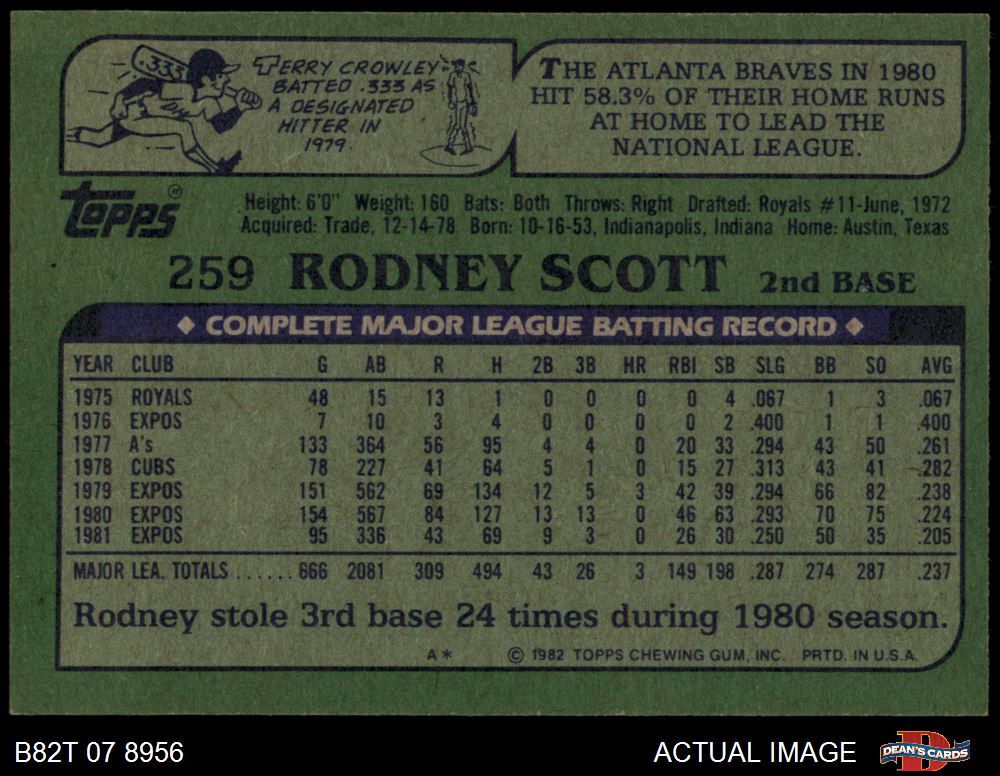 .333
TERRY CROWLEY
BATTED .333 AS
A DESIGNATED
HITTER IN
1979.
THE ATLANTA BRAVES IN 1980
HIT 58.3% OF THEIR HOME RUNS
AT HOME TO LEAD THE
NATIONAL LEAGUE.
Topps®
Height: 6'0" Weight: 160 Bats: Both Throws: Right Drafted: Royals #11-June, 1972
Acquired: Trade, 12-14-78 Born: 10-16-53, Indianapolis, Indiana Home: Austin, Texas
259 RODNEY SCOTT 2nd BASE
◆ COMPLETE MAJOR LEAGUE BATTING RECORD ◆
YEAR CLUB G AB R H 2B 3B HR RBI SB SLG BB SO AVG
1975 ROYALS 48 15 13 1 0 0 0 0 4 .067 1 3 .067
1976 EXPOS 7 10 3 4 0 0 0 0 2 .400 1 1 .400
1977 A's 133 364 56 95 4 4 0 20 33 .294 43 50 .261
1978 CUBS 78 227 41 64 5 1 0 15 27 .313 43 41 .282
1979 EXPOS 151 562 69 134 12 5 3 42 39 .294 66 82 .238
1980 EXPOS 154 567 84 127 13 13 0 46 63 .293 70 75 .224
1981 EXPOS 95 336 43 69 9 3 0 26 30 .250 50 35 .205
MAJOR LEA. TOTALS ...... 666 2081 309 494 43 26 3 149 198 .287 274 287 .237
Rodney stole 3rd base 24 times during 1980 season.
A* © 1982 TOPPS CHEWING GUM, INC. PRTD. IN U.S.A.
B82T 07 8956 ACTUAL IMAGE DEAN'S CARDS